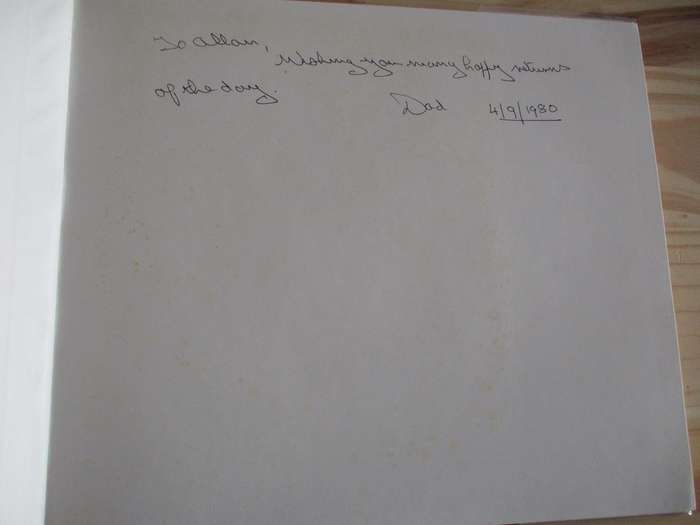 To Allan,
Wishing you many happy returns
of the day.
Dad 4/9/1980